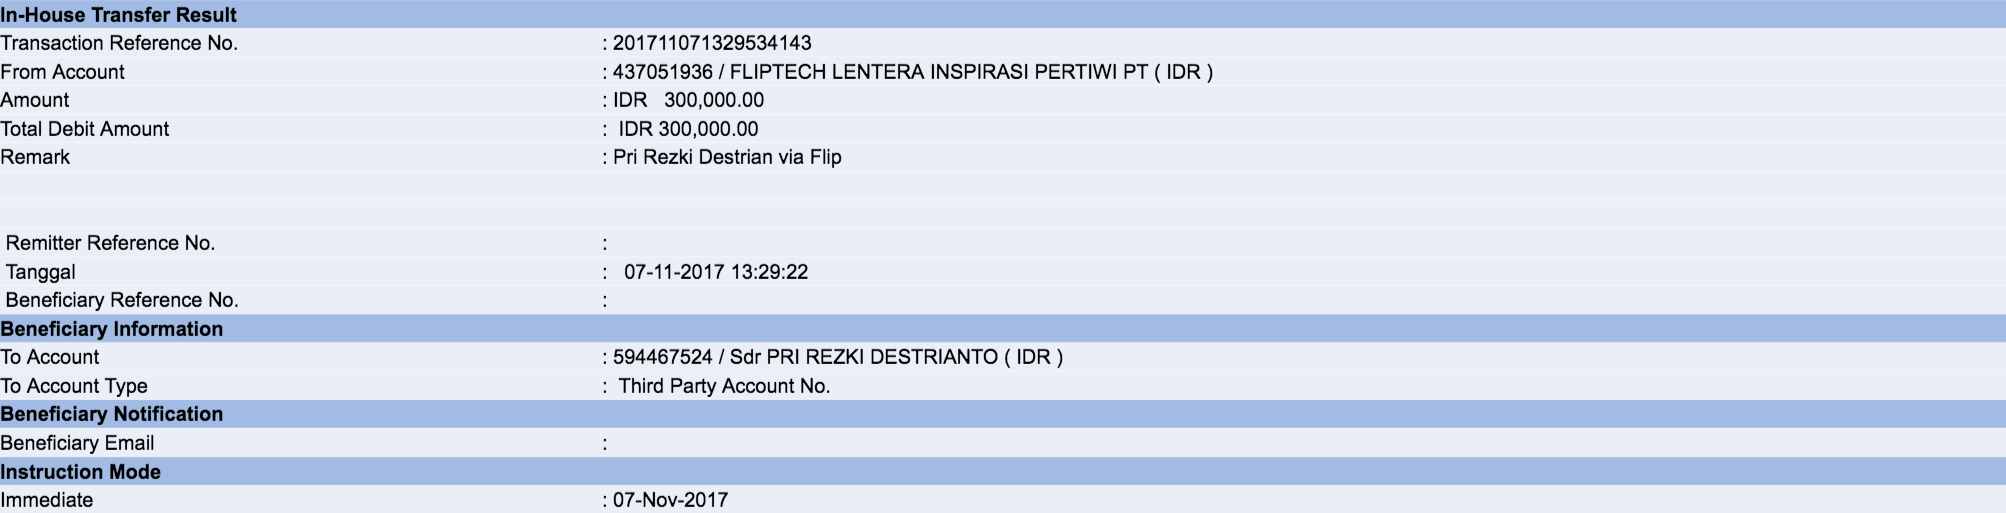 In-House Transfer Result
Transaction Reference No. : 201711071329534143
From Account : 437051936 / FLIPTECH LENTERA INSPIRASI PERTIWI PT ( IDR )
Amount : IDR 300,000.00
Total Debit Amount : IDR 300,000.00
Remark : Pri Rezki Destrian via Flip
Remitter Reference No. :
Tanggal : 07-11-2017 13:29:22
Beneficiary Reference No. :
Beneficiary Information
To Account : 594467524 / Sdr PRI REZKI DESTRIANTO ( IDR )
To Account Type : Third Party Account No.
Beneficiary Notification
Beneficiary Email :
Instruction Mode
Immediate : 07-Nov-2017